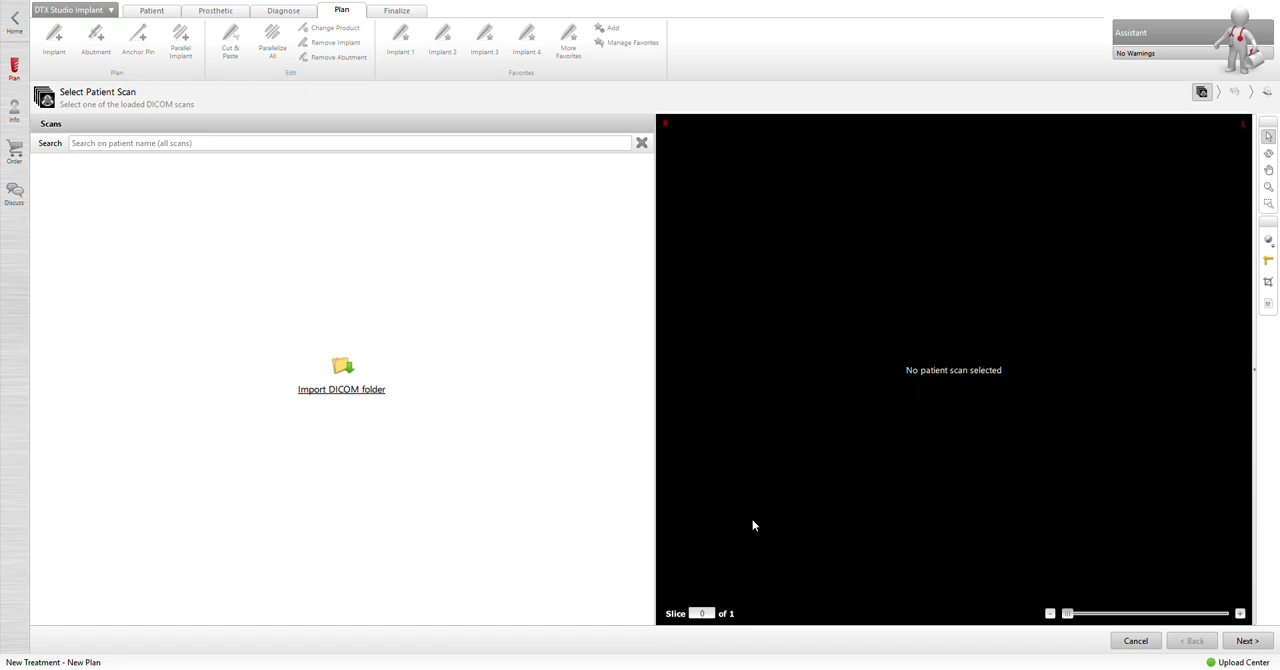 DTX Studio Implant ▼ Patient Prosthetic Diagnose Plan Finalize
Home
Plan
Info
Order
Discuss
Implant
Abutment
Anchor Pin
Parallel
Implant
Plan
Cut &
Paste
Parallelize
All
Change Product
Remove Implant
Remove Abutment
Edit
Implant 1
Implant 2
Implant 3
Implant 4
More
Favorites
Add
Manage Favorites
Favorites
Assistant
No Warnings
Select Patient Scan
Select one of the loaded DICOM scans
Scans
Search Search on patient name (all scans)
Import DICOM folder
R
L
No patient scan selected
Slice 0 of 1
Cancel < Back Next >
New Treatment - New Plan
Upload Center